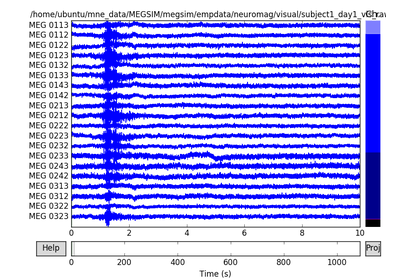 /home/ubuntu/mne_data/MEGSIM/megsim/empdata/neuromag/visual/subject1_day1_
MEG 0113
MEG 0112
MEG 0122
MEG 0123
MEG 0132
MEG 0133
MEG 0143
MEG 0142
MEG 0213
MEG 0212
MEG 0222
MEG 0223
MEG 0232
MEG 0233
MEG 0243
MEG 0242
MEG 0313
MEG 0312
MEG 0322
MEG 0323
0 2 4 6 8 10
Help
Proj
0 200 400 600 800 1000
Time (s)